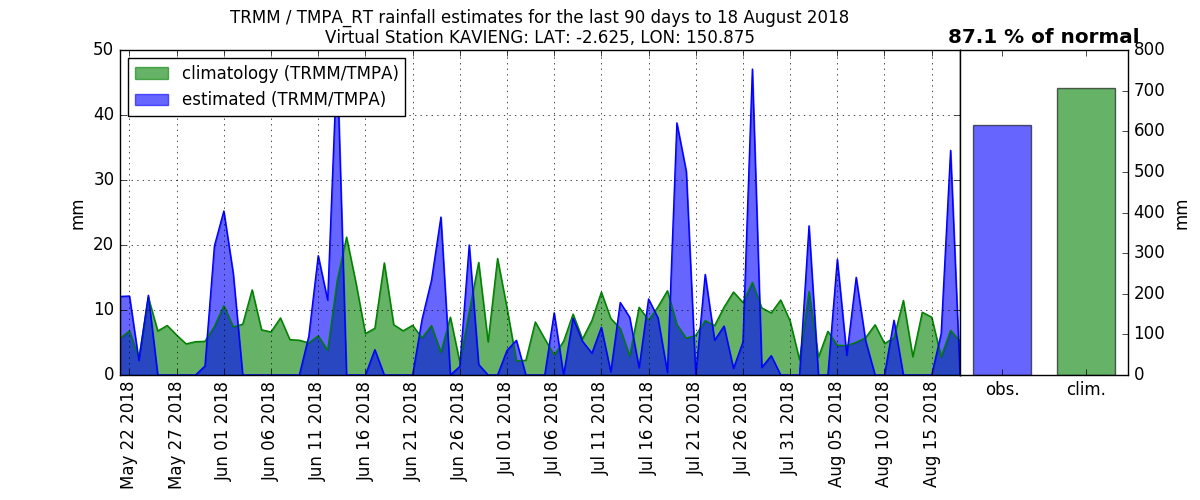 TRMM / TMPA_RT rainfall estimates for the last 90 days to 18 August 2018
Virtual Station KAVIENG: LAT: -2.625, LON: 150.875
87.1 % of normal
climatology (TRMM/TMPA)
estimated (TRMM/TMPA)
50
40
30
20
10
0
mm
800
700
600
500
400
300
200
100
0
mm
May 22 2018
May 27 2018
Jun 01 2018
Jun 06 2018
Jun 11 2018
Jun 16 2018
Jun 21 2018
Jun 26 2018
Jul 01 2018
Jul 06 2018
Jul 11 2018
Jul 16 2018
Jul 21 2018
Jul 26 2018
Jul 31 2018
Aug 05 2018
Aug 10 2018
Aug 15 2018
obs.
clim.